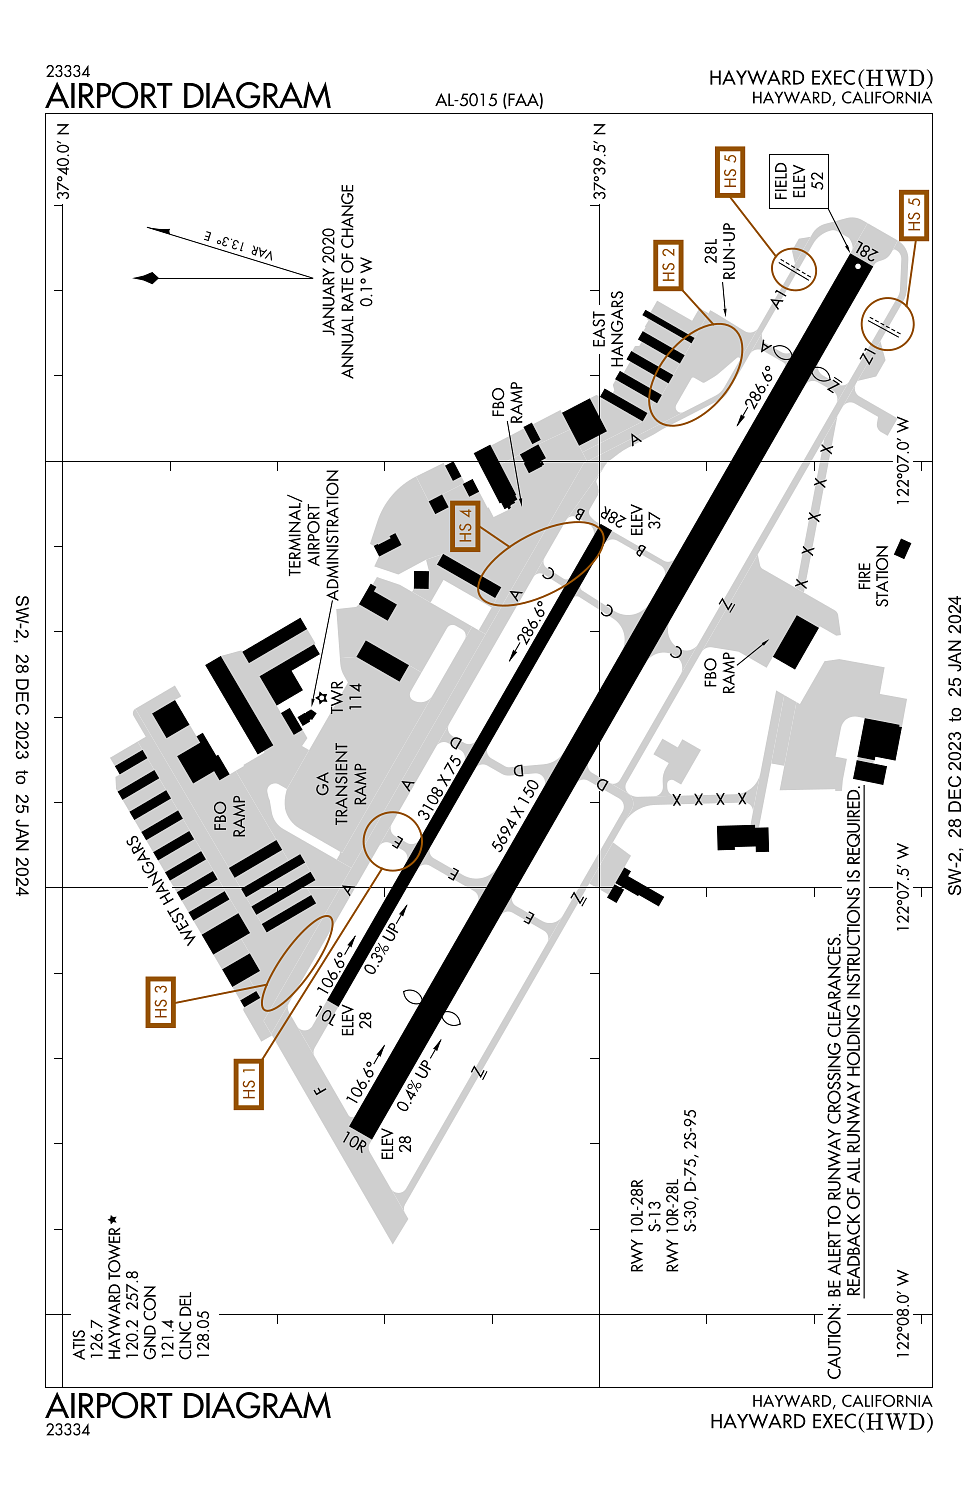 23334
AIRPORT DIAGRAM
AL-5015 (FAA)
HAYWARD EXEC(HWD)
HAYWARD, CALIFORNIA
37°40.0' N
37°39.5' N
VAR 13.3° E
JANUARY 2020
ANNUAL RATE OF CHANGE
0.1° W
HS 5
FIELD
ELEV
52
HS 5
28L
HS 2
28L
RUN-UP
A1
A
Z1
Z
EAST
HANGARS
286.6°
A
FBO
RAMP
X
X
X
X
X
122°07.0' W
HS 4
B
28R
ELEV
37
B
TERMINAL/
AIRPORT
ADMINISTRATION
C
A
C
C
Z
286.6°
FIRE
STATION
FBO
RAMP
TWR
114
GA
TRANSIENT
RAMP
D
D
D
A
3108 X 75
5694 X 150
X X X X
FBO
RAMP
WEST HANGARS
E
E
E
A
Z
122°07.5' W
HS 3
106.6°
0.3% UP
10L
ELEV
28
HS 1
F
106.6°
0.4% UP
Z
10R
ELEV
28
RWY 10L-28R
S-13
RWY 10R-28L
S-30, D-75, 2S-95
CAUTION: BE ALERT TO RUNWAY CROSSING CLEARANCES.
READBACK OF ALL RUNWAY HOLDING INSTRUCTIONS IS REQUIRED.
ATIS
126.7
HAYWARD TOWER★
120.2 257.8
GND CON
121.4
CLNC DEL
128.05
122°08.0' W
SW-2, 28 DEC 2023 to 25 JAN 2024
SW-2, 28 DEC 2023 to 25 JAN 2024
AIRPORT DIAGRAM
23334
HAYWARD, CALIFORNIA
HAYWARD EXEC(HWD)